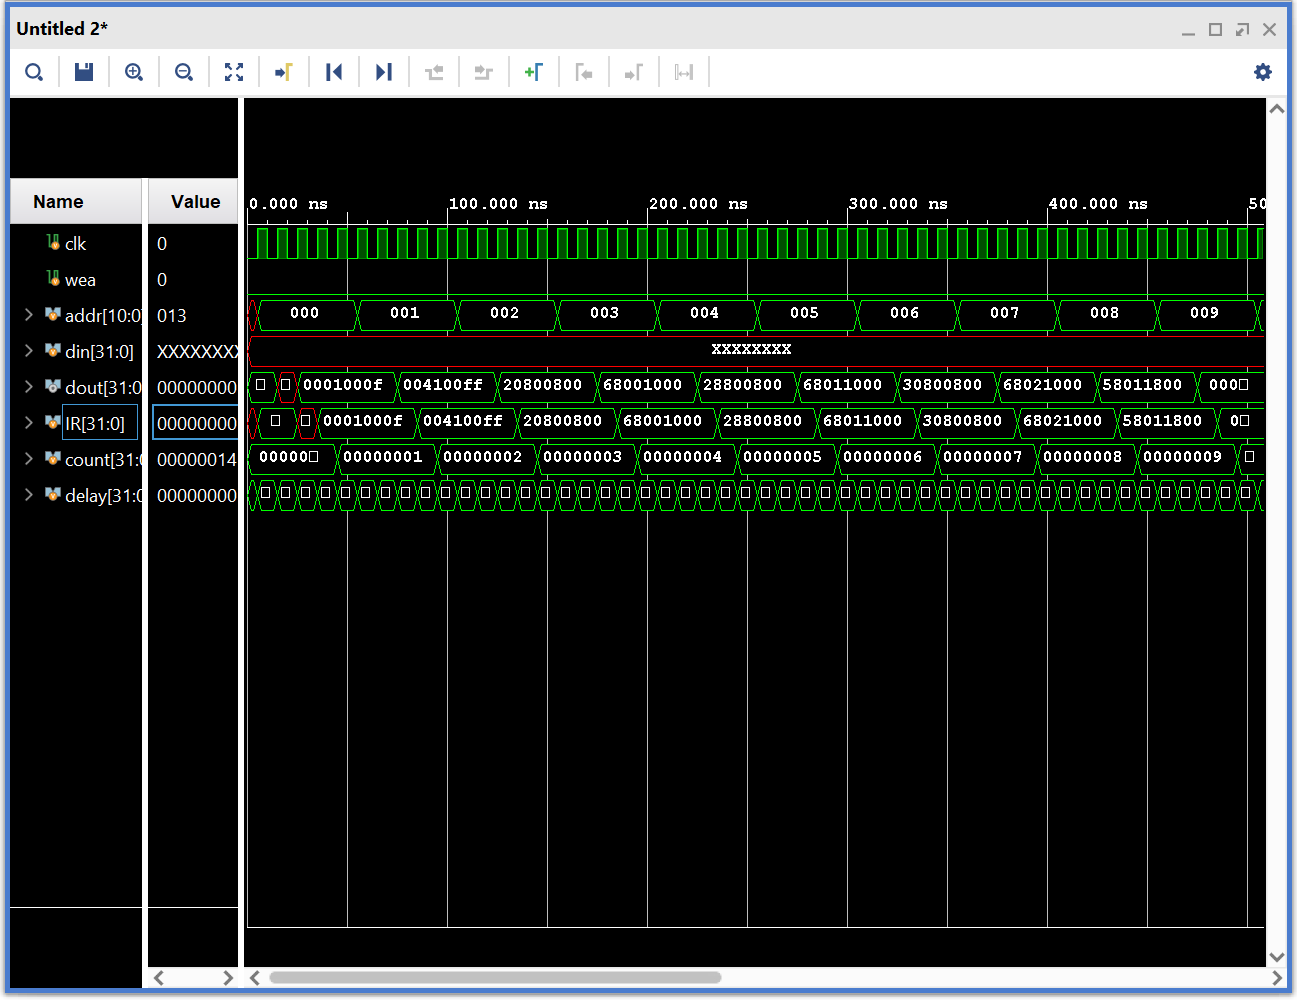 Untitled 2*
Name Value
0.000 ns 100.000 ns 200.000 ns 300.000 ns 400.000 ns 50
clk 0
wea 0
addr[10:0] 013 000 001 002 003 004 005 006 007 008 009
din[31:0] XXXXXXXX XXXXXXXX
dout[31:0 00000000 0001000f 004100ff 20800800 68001000 28800800 68011000 30800800 68021000 58011800 000
IR[31:0] 00000000 0001000f 004100ff 20800800 68001000 28800800 68011000 30800800 68021000 58011800 0
count[31:0 00000014 00000 00000001 00000002 00000003 00000004 00000005 00000006 00000007 00000008 00000009
delay[31:0 00000000